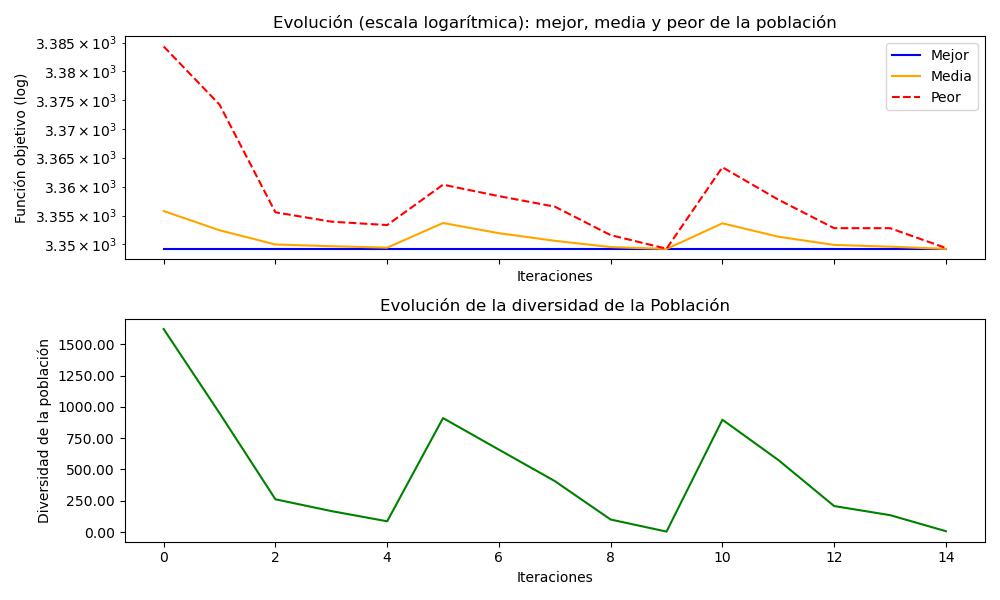 Evolución (escala logarítmica): mejor, media y peor de la población
Función objetivo (log)
3.385 × 10³
3.38 × 10³
3.375 × 10³
3.37 × 10³
3.365 × 10³
3.36 × 10³
3.355 × 10³
3.35 × 10³
Mejor
Media
Peor
Iteraciones
Evolución de la diversidad de la Población
Diversidad de la población
1500.00
1250.00
1000.00
750.00
500.00
250.00
0.00
0 2 4 6 8 10 12 14
Iteraciones